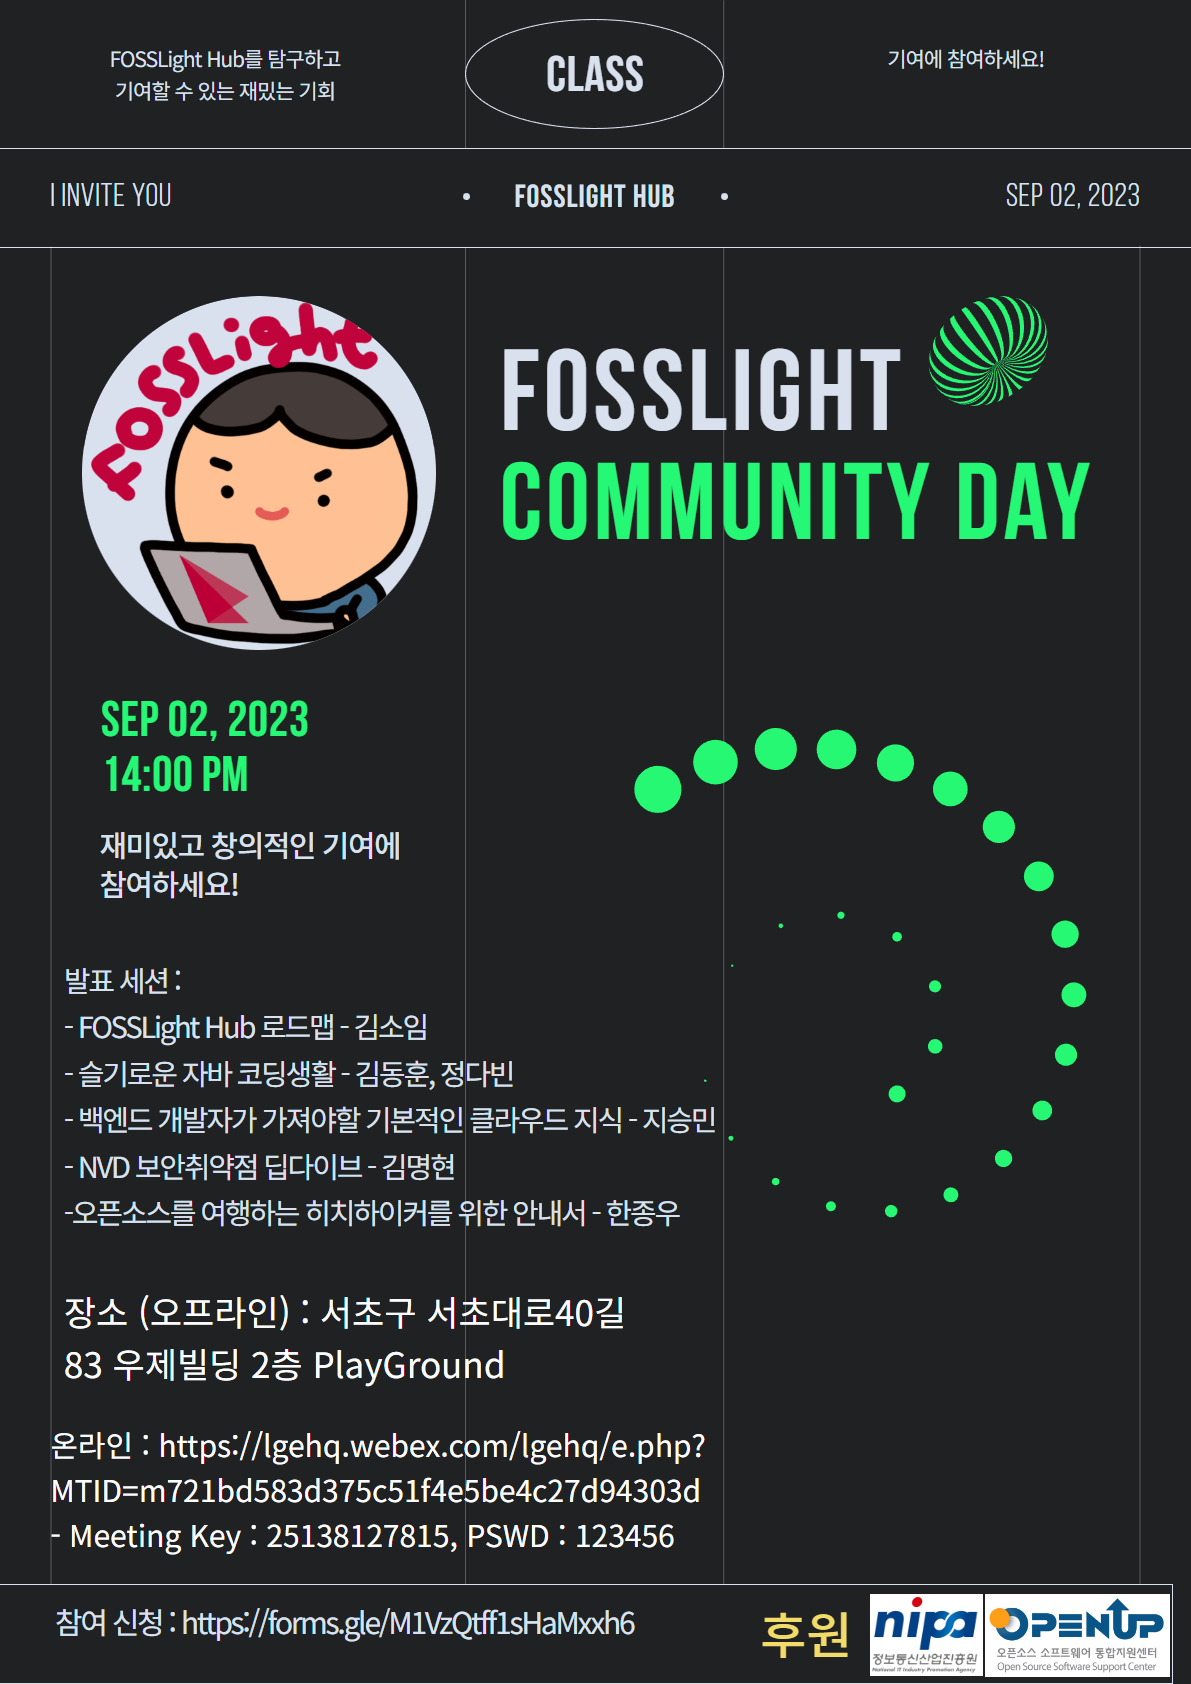 FOSSLight Hub를 탐구하고
기여할 수 있는 재밌는 기회
CLASS
기여에 참여하세요!
I INVITE YOU
FOSSLIGHT HUB
SEP 02, 2023
FOSSLight
FOSSLIGHT
COMMUNITY DAY
SEP 02, 2023
14:00 PM
재미있고 창의적인 기여에
참여하세요!
발표 세션 :
- FOSSLight Hub 로드맵 - 김소임
- 슬기로운 자바 코딩생활 - 김동훈, 정다빈
- 백엔드 개발자가 가져야할 기본적인 클라우드 지식 - 지승민
- NVD 보안취약점 딥다이브 - 김명현
-오픈소스를 여행하는 히치하이커를 위한 안내서 - 한종우
장소 (오프라인) : 서초구 서초대로40길
83 우제빌딩 2층 PlayGround
온라인 : https://lgehq.webex.com/lgehq/e.php?
MTID=m721bd583d375c51f4e5be4c27d94303d
- Meeting Key : 25138127815, PSWD : 123456
참여 신청 : https://forms.gle/M1VzQtff1sHaMxxh6
후원
nipa
정보통신산업진흥원
National IT Industry Promotion Agency
OPENUP
오픈소스 소프트웨어 통합지원센터
Open Source Software Support Center